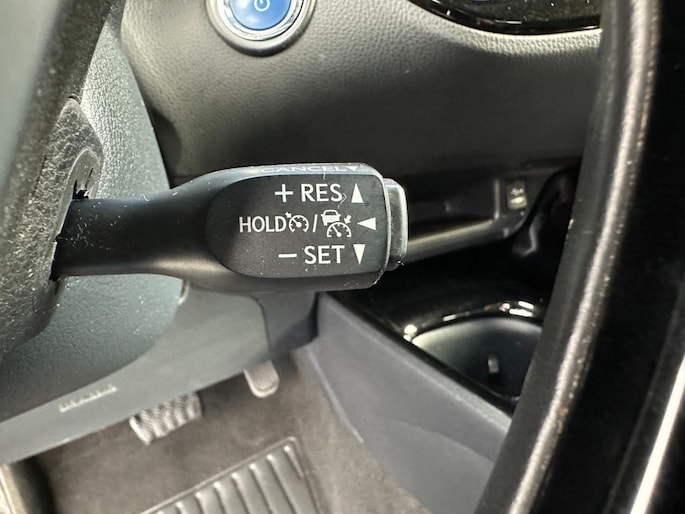 CANCEL ▼
+ RES ▲
HOLD / ◀
− SET ▼